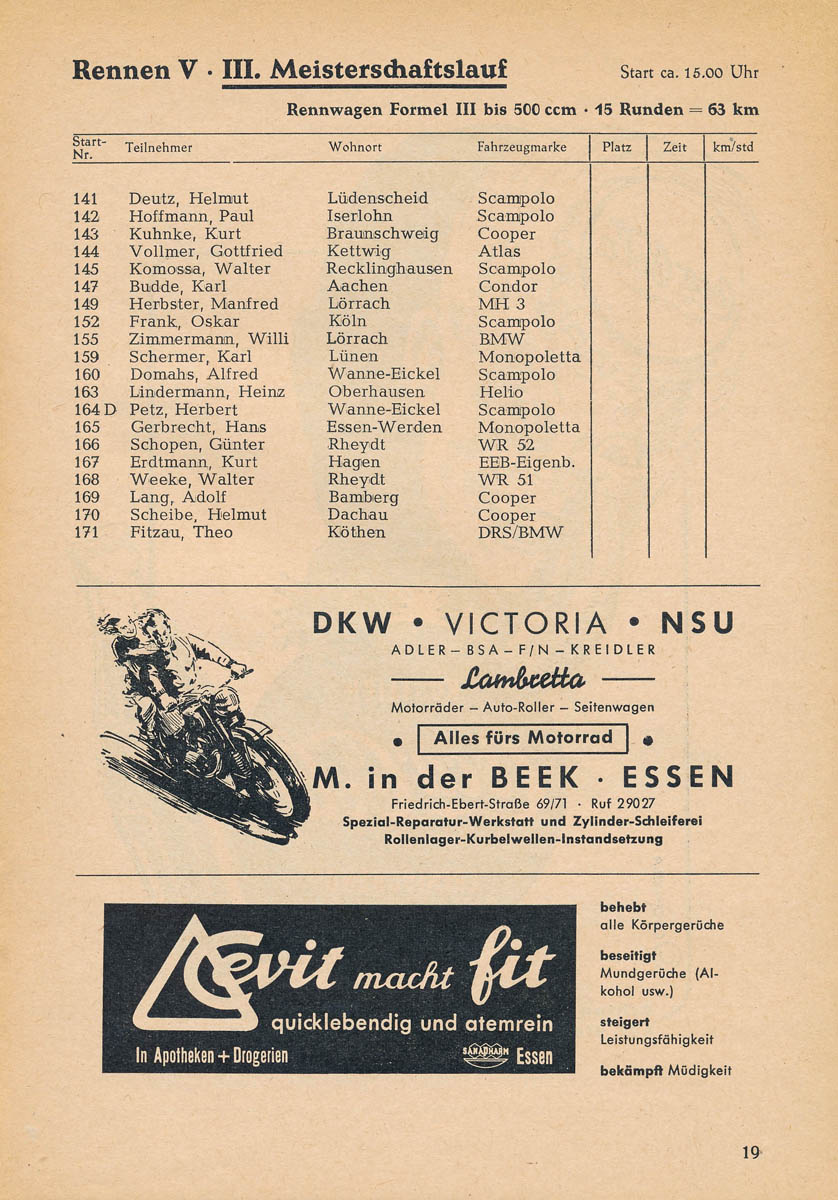 Rennen V · III. Meisterschaftslauf Start ca. 15.00 Uhr
Rennwagen Formel III bis 500 ccm · 15 Runden = 63 km
Start-Nr. Teilnehmer Wohnort Fahrzeugmarke Platz Zeit km/std
141 Deutz, Helmut Lüdenscheid Scampolo
142 Hoffmann, Paul Iserlohn Scampolo
143 Kuhnke, Kurt Braunschweig Cooper
144 Vollmer, Gottfried Kettwig Atlas
145 Komossa, Walter Recklinghausen Scampolo
147 Budde, Karl Aachen Condor
149 Herbster, Manfred Lörrach MH 3
152 Frank, Oskar Köln Scampolo
155 Zimmermann, Willi Lörrach BMW
159 Schermer, Karl Lünen Monopoletta
160 Domahs, Alfred Wanne-Eickel Scampolo
163 Lindermann, Heinz Oberhausen Helio
164 D Petz, Herbert Wanne-Eickel Scampolo
165 Gerbrecht, Hans Essen-Werden Monopoletta
166 Schopen, Günter Rheydt WR 52
167 Erdtmann, Kurt Hagen EEB-Eigenb.
168 Weeke, Walter Rheydt WR 51
169 Lang, Adolf Bamberg Cooper
170 Scheibe, Helmut Dachau Cooper
171 Fitzau, Theo Köthen DRS/BMW
DKW • VICTORIA • NSU
ADLER – BSA – F/N – KREIDLER
Lambretta
Motorräder – Auto-Roller – Seitenwagen
• Alles fürs Motorrad •
M. in der BEEK · ESSEN
Friedrich-Ebert-Straße 69/71 · Ruf 29027
Spezial-Reparatur-Werkstatt und Zylinder-Schleiferei
Rollenlager-Kurbelwellen-Instandsetzung
Cevit macht fit
quicklebendig und atemrein
In Apotheken + Drogerien SANAPHARM Essen
behebt
alle Körpergerüche
beseitigt
Mundgerüche (Al-
kohol usw.)
steigert
Leistungsfähigkeit
bekämpft Müdigkeit
19